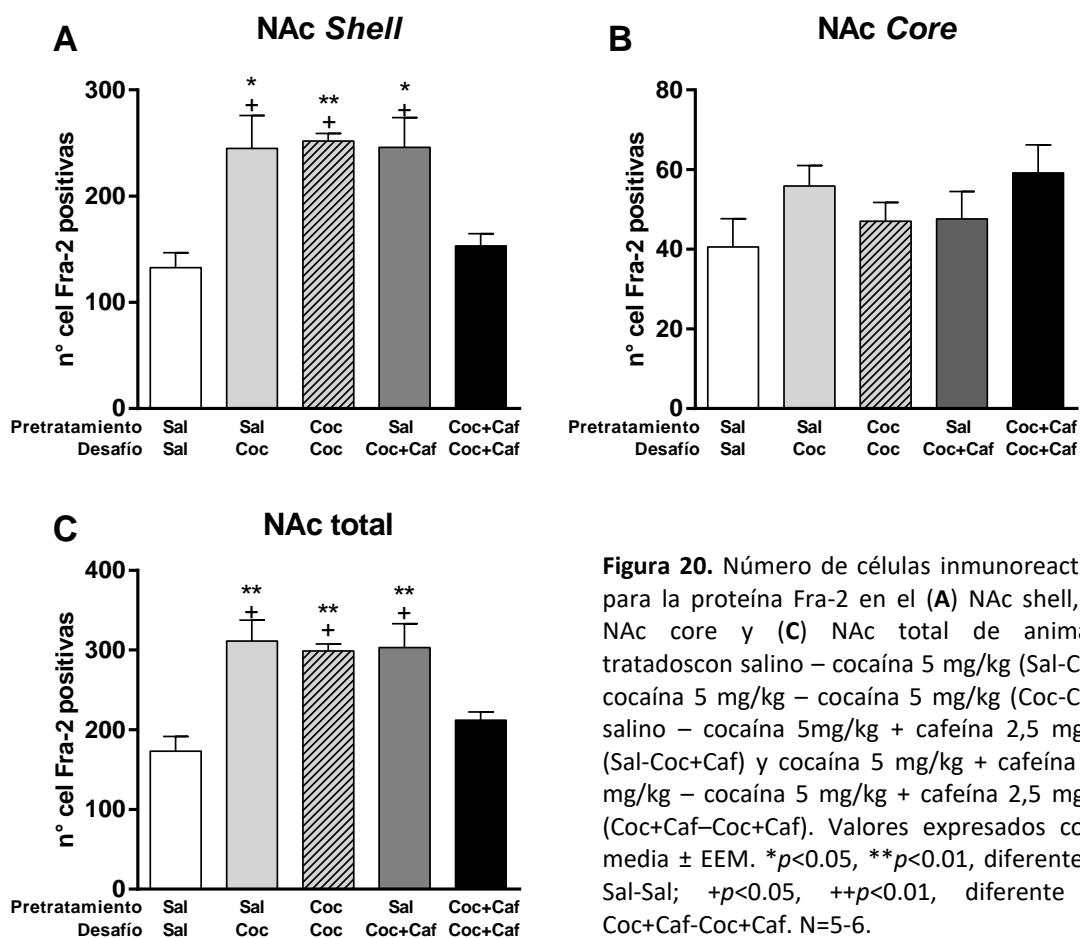 A
NAc Shell
n° cel Fra-2 positivas
300
200
100
0
*
+
**
+
*
+
Pretratamiento Sal Sal Coc Sal Coc+Caf
Desafío Sal Coc Coc Coc+Caf Coc+Caf
B
NAc Core
n° cel Fra-2 positivas
80
60
40
20
0
Pretratamiento Sal Sal Coc Sal Coc+Caf
Desafío Sal Coc Coc Coc+Caf Coc+Caf
C
NAc total
n° cel Fra-2 positivas
400
300
200
100
0
**
+
**
+
**
+
Pretratamiento Sal Sal Coc Sal Coc+Caf
Desafío Sal Coc Coc Coc+Caf Coc+Caf
Figura 20. Número de células inmunoreact
para la proteína Fra-2 en el (A) NAc shell,
NAc core y (C) NAc total de anima
tratadoscon salino – cocaína 5 mg/kg (Sal-C
cocaína 5 mg/kg – cocaína 5 mg/kg (Coc-C
salino – cocaína 5mg/kg + cafeína 2,5 mg
(Sal-Coc+Caf) y cocaína 5 mg/kg + cafeína
mg/kg – cocaína 5 mg/kg + cafeína 2,5 mg
(Coc+Caf–Coc+Caf). Valores expresados co
media ± EEM. *p<0.05, **p<0.01, diferente
Sal-Sal; +p<0.05, ++p<0.01, diferente
Coc+Caf-Coc+Caf. N=5-6.